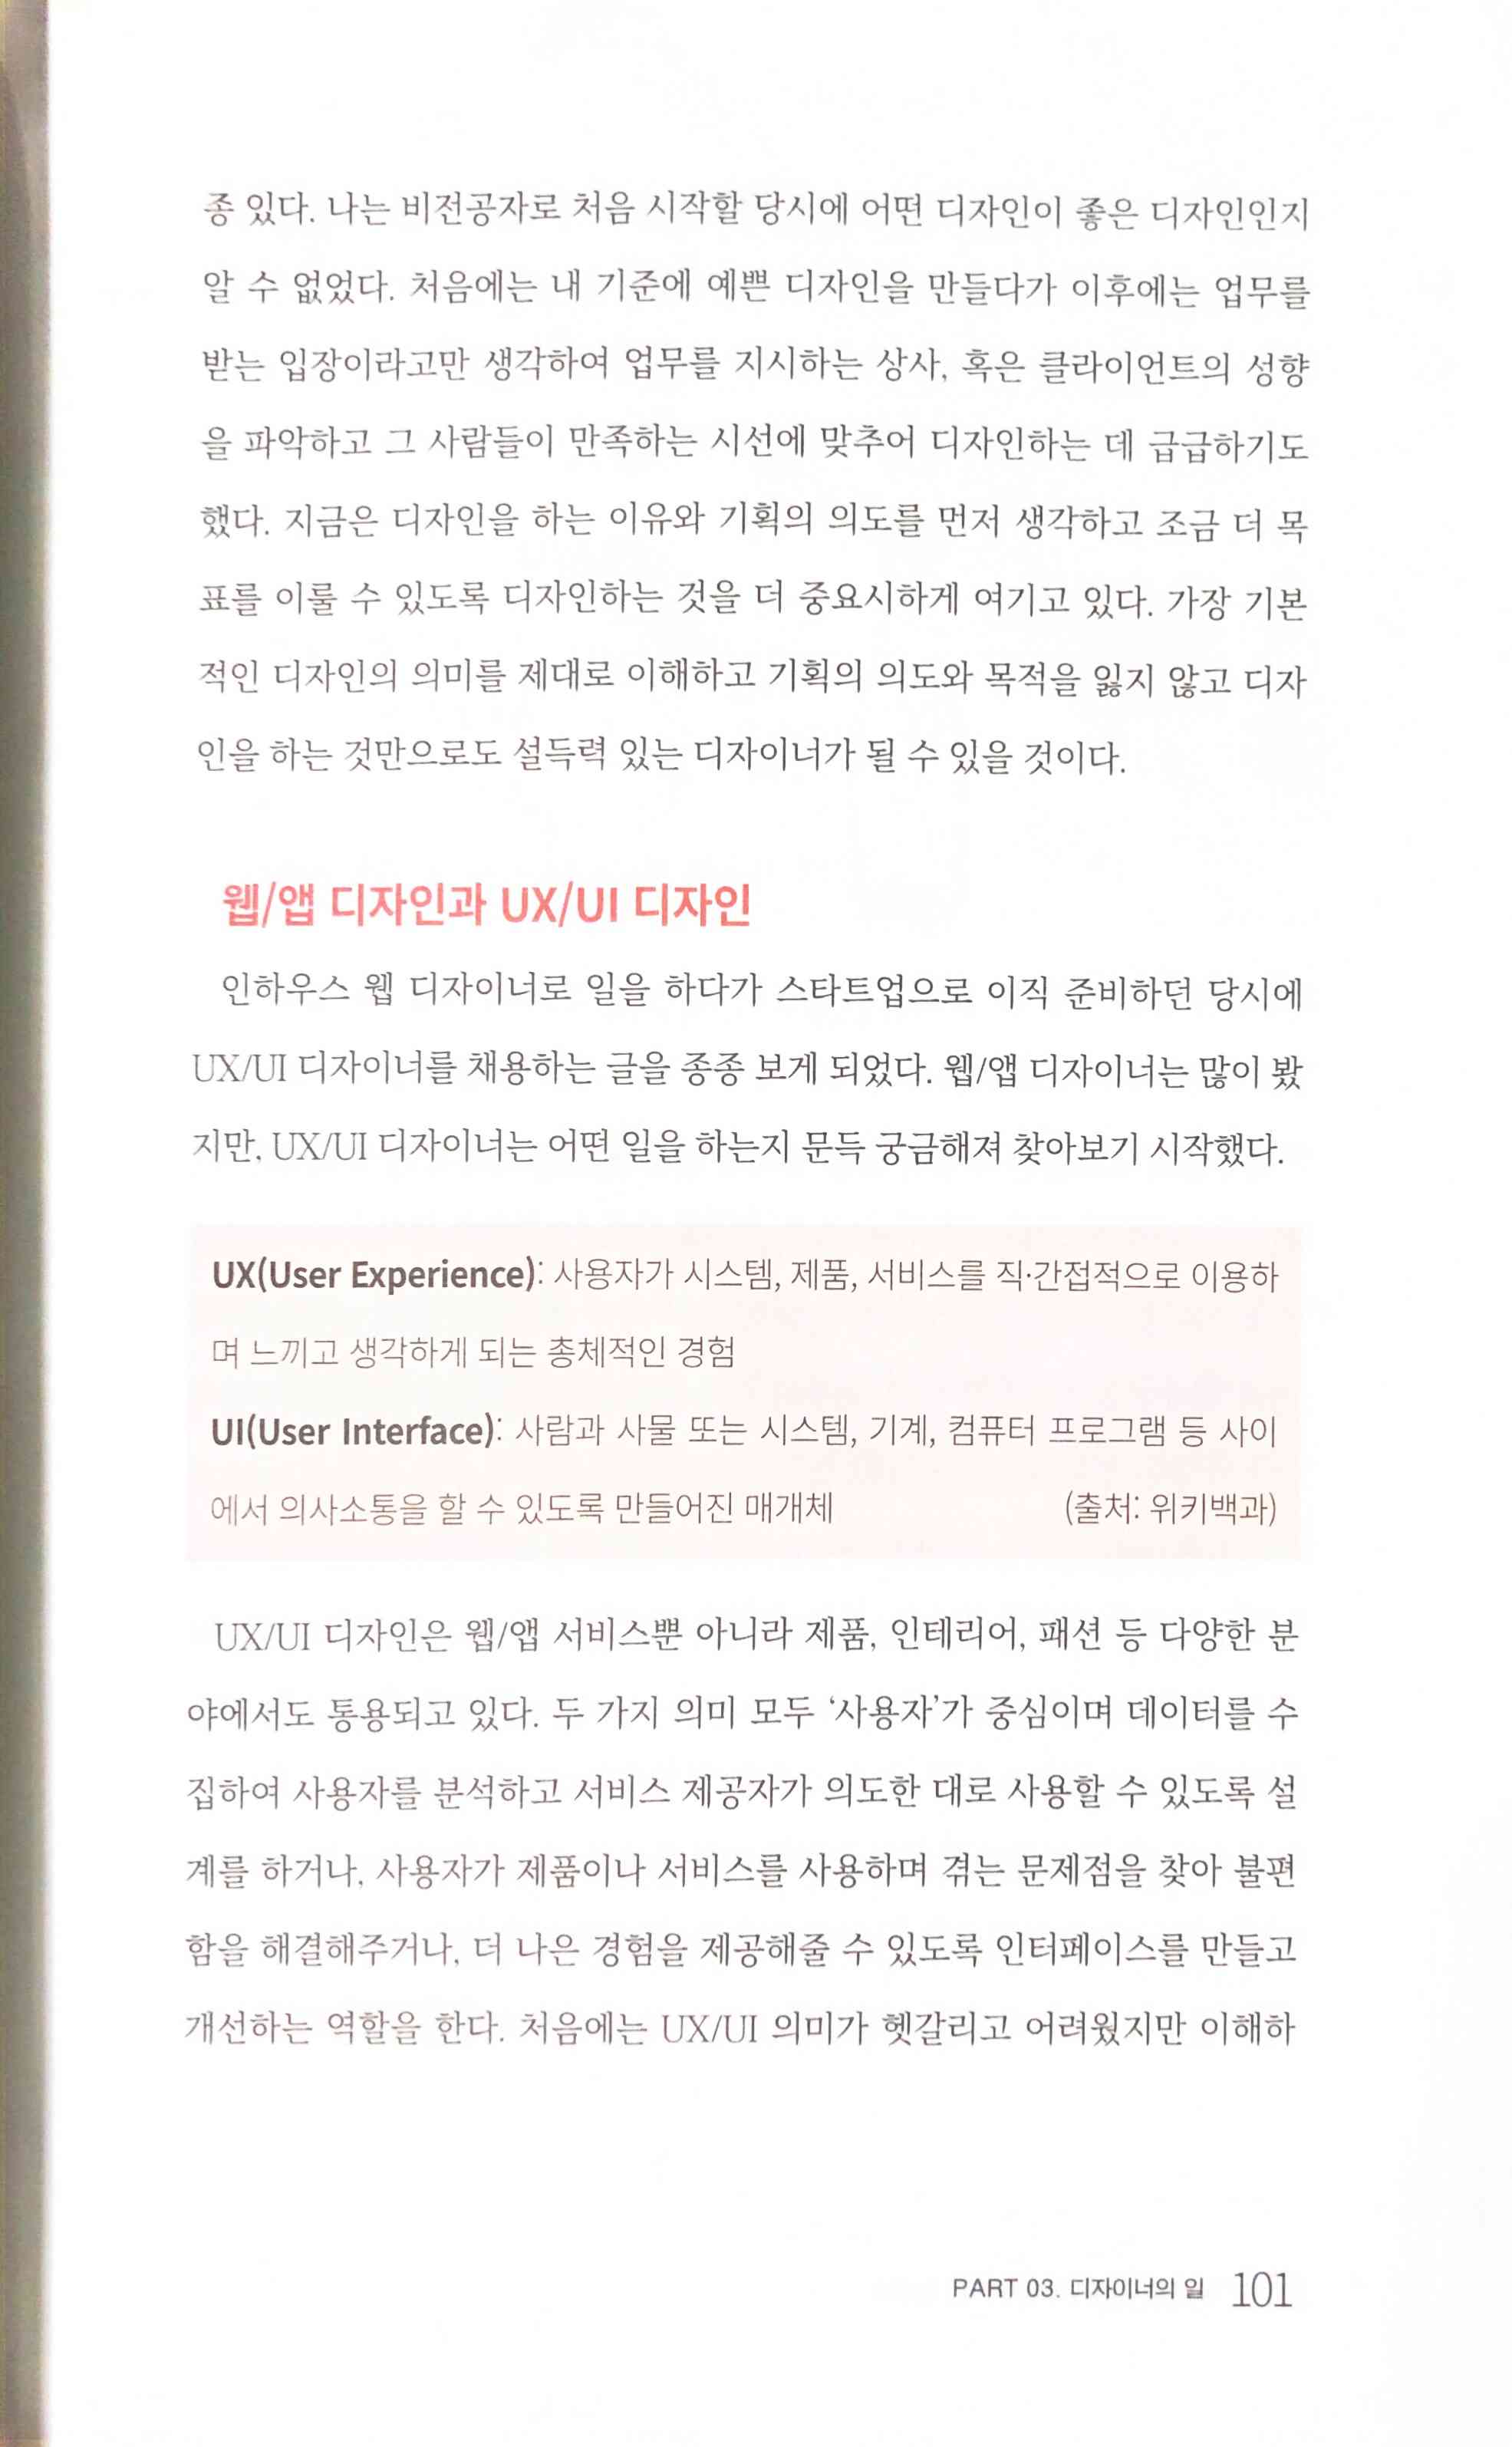 종 있다. 나는 비전공자로 처음 시작할 당시에 어떤 디자인이 좋은 디자인인지
알 수 없었다. 처음에는 내 기준에 예쁜 디자인을 만들다가 이후에는 업무를
받는 입장이라고만 생각하여 업무를 지시하는 상사, 혹은 클라이언트의 성향
을 파악하고 그 사람들이 만족하는 시선에 맞추어 디자인하는 데 급급하기도
했다. 지금은 디자인을 하는 이유와 기획의 의도를 먼저 생각하고 조금 더 목
표를 이룰 수 있도록 디자인하는 것을 더 중요시하게 여기고 있다. 가장 기본
적인 디자인의 의미를 제대로 이해하고 기획의 의도와 목적을 잃지 않고 디자
인을 하는 것만으로도 설득력 있는 디자이너가 될 수 있을 것이다.
웹/앱 디자인과 UX/UI 디자인
인하우스 웹 디자이너로 일을 하다가 스타트업으로 이직 준비하던 당시에
UX/UI 디자이너를 채용하는 글을 종종 보게 되었다. 웹/앱 디자이너는 많이 봤
지만, UX/UI 디자이너는 어떤 일을 하는지 문득 궁금해져 찾아보기 시작했다.
UX(User Experience): 사용자가 시스템, 제품, 서비스를 직·간접적으로 이용하
며 느끼고 생각하게 되는 총체적인 경험
UI(User Interface): 사람과 사물 또는 시스템, 기계, 컴퓨터 프로그램 등 사이
에서 의사소통을 할 수 있도록 만들어진 매개체 (출처: 위키백과)
UX/UI 디자인은 웹/앱 서비스뿐 아니라 제품, 인테리어, 패션 등 다양한 분
야에서도 통용되고 있다. 두 가지 의미 모두 ‘사용자’가 중심이며 데이터를 수
집하여 사용자를 분석하고 서비스 제공자가 의도한 대로 사용할 수 있도록 설
계를 하거나, 사용자가 제품이나 서비스를 사용하며 겪는 문제점을 찾아 불편
함을 해결해주거나, 더 나은 경험을 제공해줄 수 있도록 인터페이스를 만들고
개선하는 역할을 한다. 처음에는 UX/UI 의미가 헷갈리고 어려웠지만 이해하
PART 03. 디자이너의 일 101